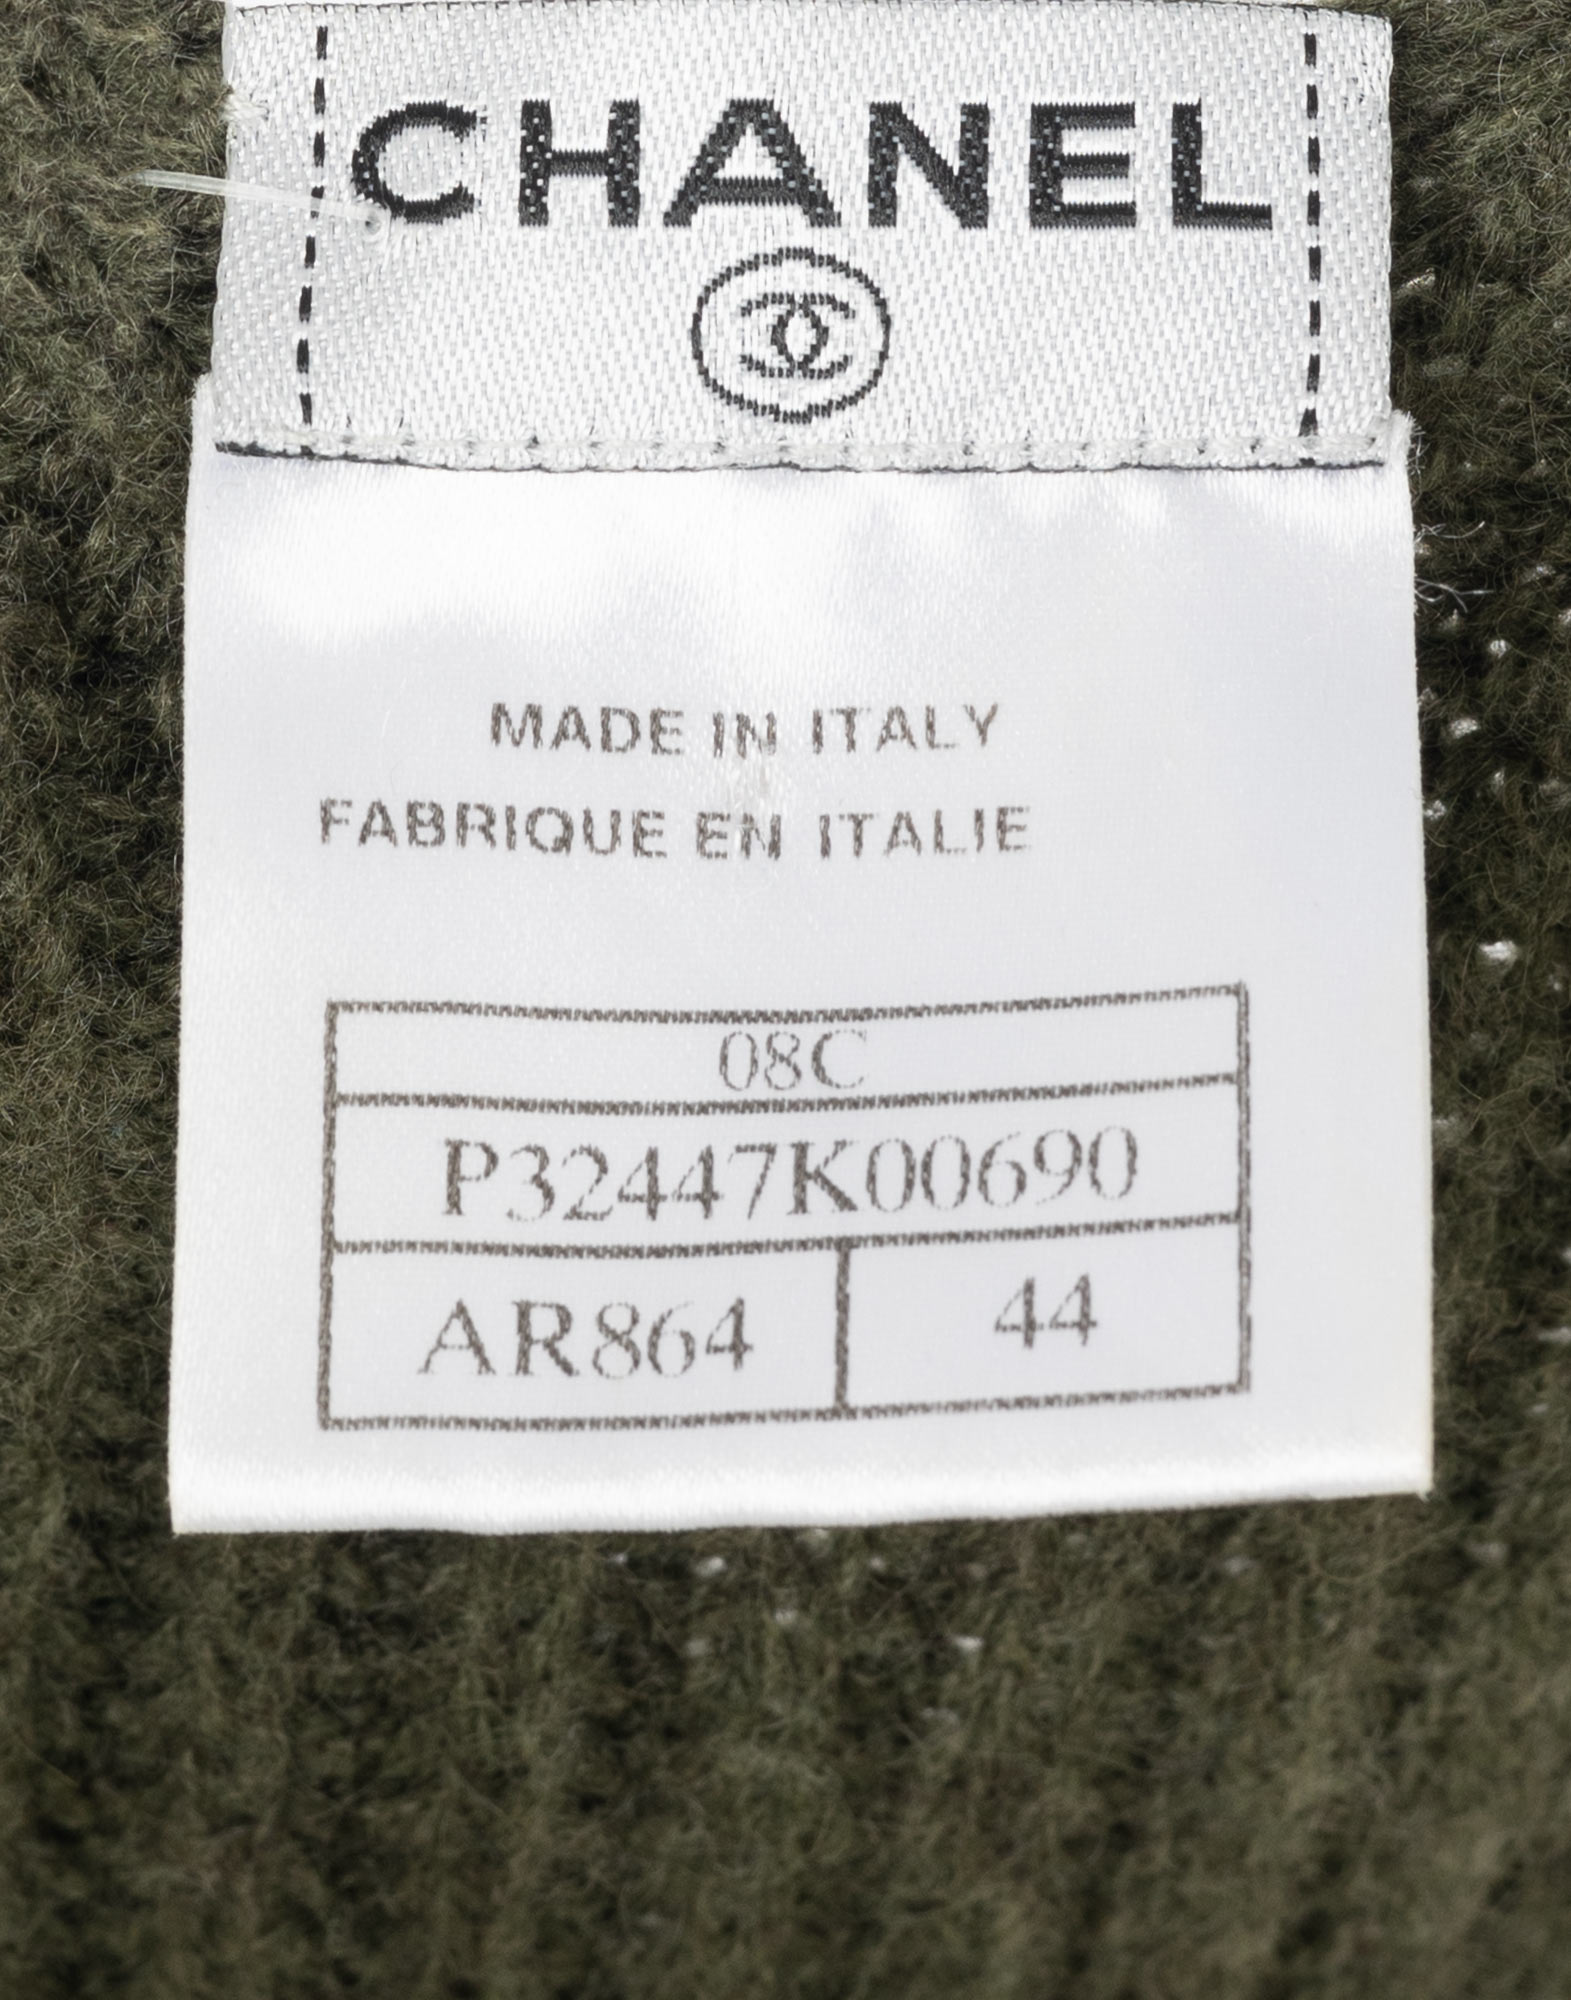 CHANEL
MADE IN ITALY
FABRIQUE EN ITALIE
08C
P32447K00690
AR864 44